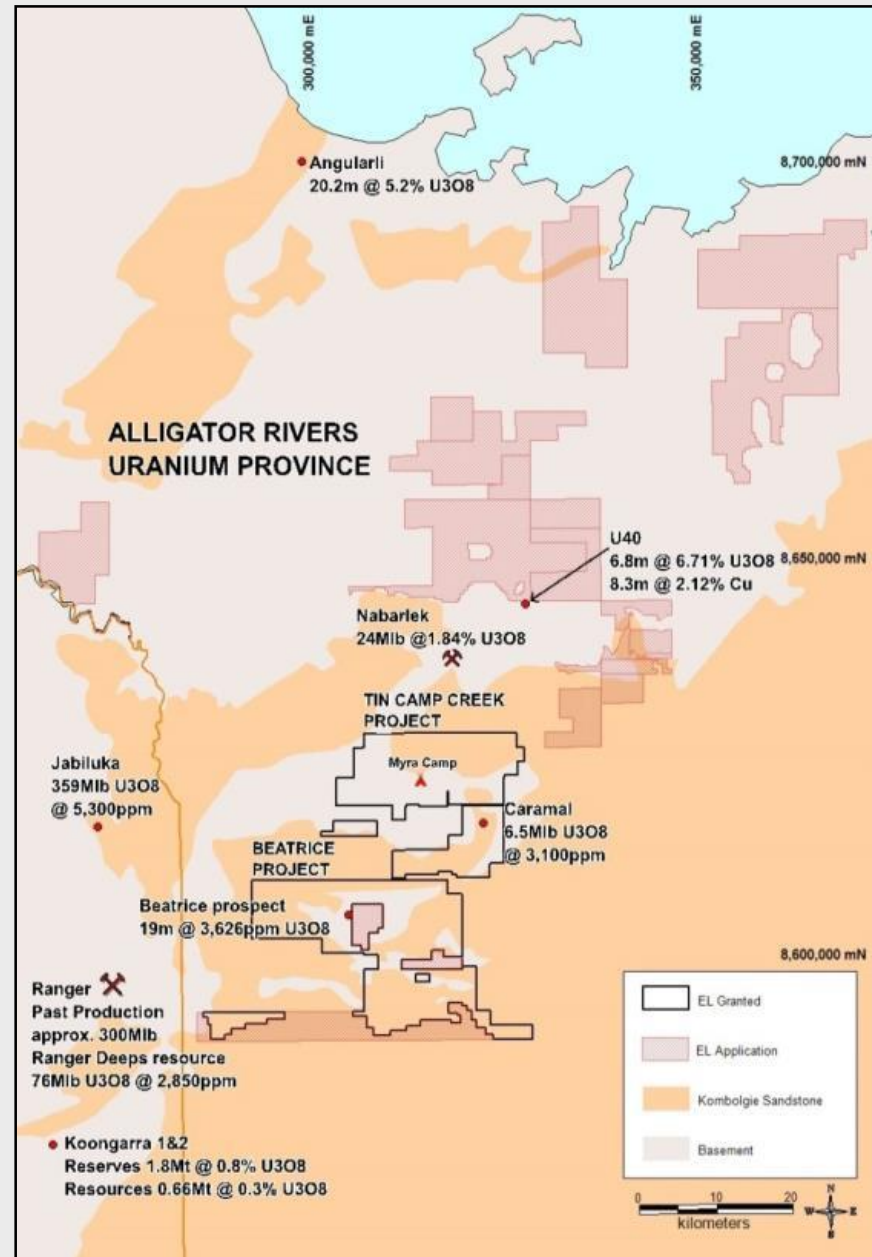 300,000 mE
350,000 mE
8,700,000 mN
Angularli
20.2m @ 5.2% U3O8
ALLIGATOR RIVERS
URANIUM PROVINCE
U40
6.8m @ 6.71% U3O8
8.3m @ 2.12% Cu
8,650,000 mN
Nabarlek
24Mlb @1.84% U3O8
TIN CAMP CREEK
PROJECT
Myra Camp
Jabiluka
359Mlb U3O8
@ 5,300ppm
Caramal
6.5Mlb U3O8
@ 3,100ppm
BEATRICE
PROJECT
Beatrice prospect
19m @ 3,626ppm U3O8
8,600,000 mN
Ranger
Past Production
approx. 300Mlb
Ranger Deeps resource
76Mlb U3O8 @ 2,850ppm
Koongarra 1&2
Reserves 1.8Mt @ 0.8% U3O8
Resources 0.66Mt @ 0.3% U3O8
EL Granted
EL Application
Kombolgie Sandstone
Basement
0 10 20
kilometers
N
W E
S